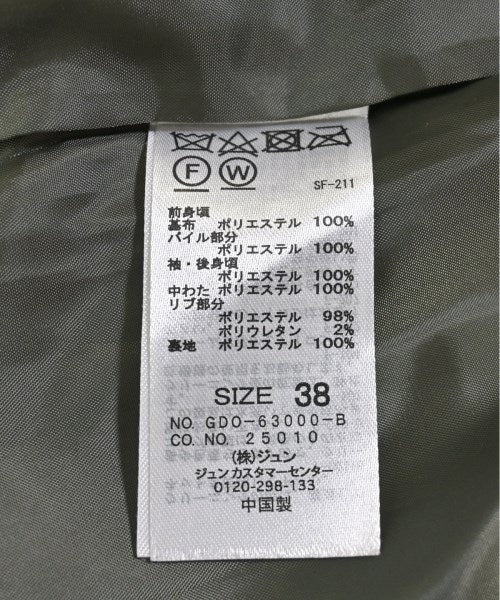 F W
SF-211
前身頃
基布 ポリエステル 100%
パイル部分
ポリエステル 100%
袖・後身頃
ポリエステル 100%
中わた ポリエステル 100%
リブ部分
ポリエステル 98%
ポリウレタン 2%
裏地 ポリエステル 100%
SIZE 38
NO. GDO-63000-B
CO. NO. 25010
(株)ジュン
ジュンカスタマーセンター
0120-298-133
中国製